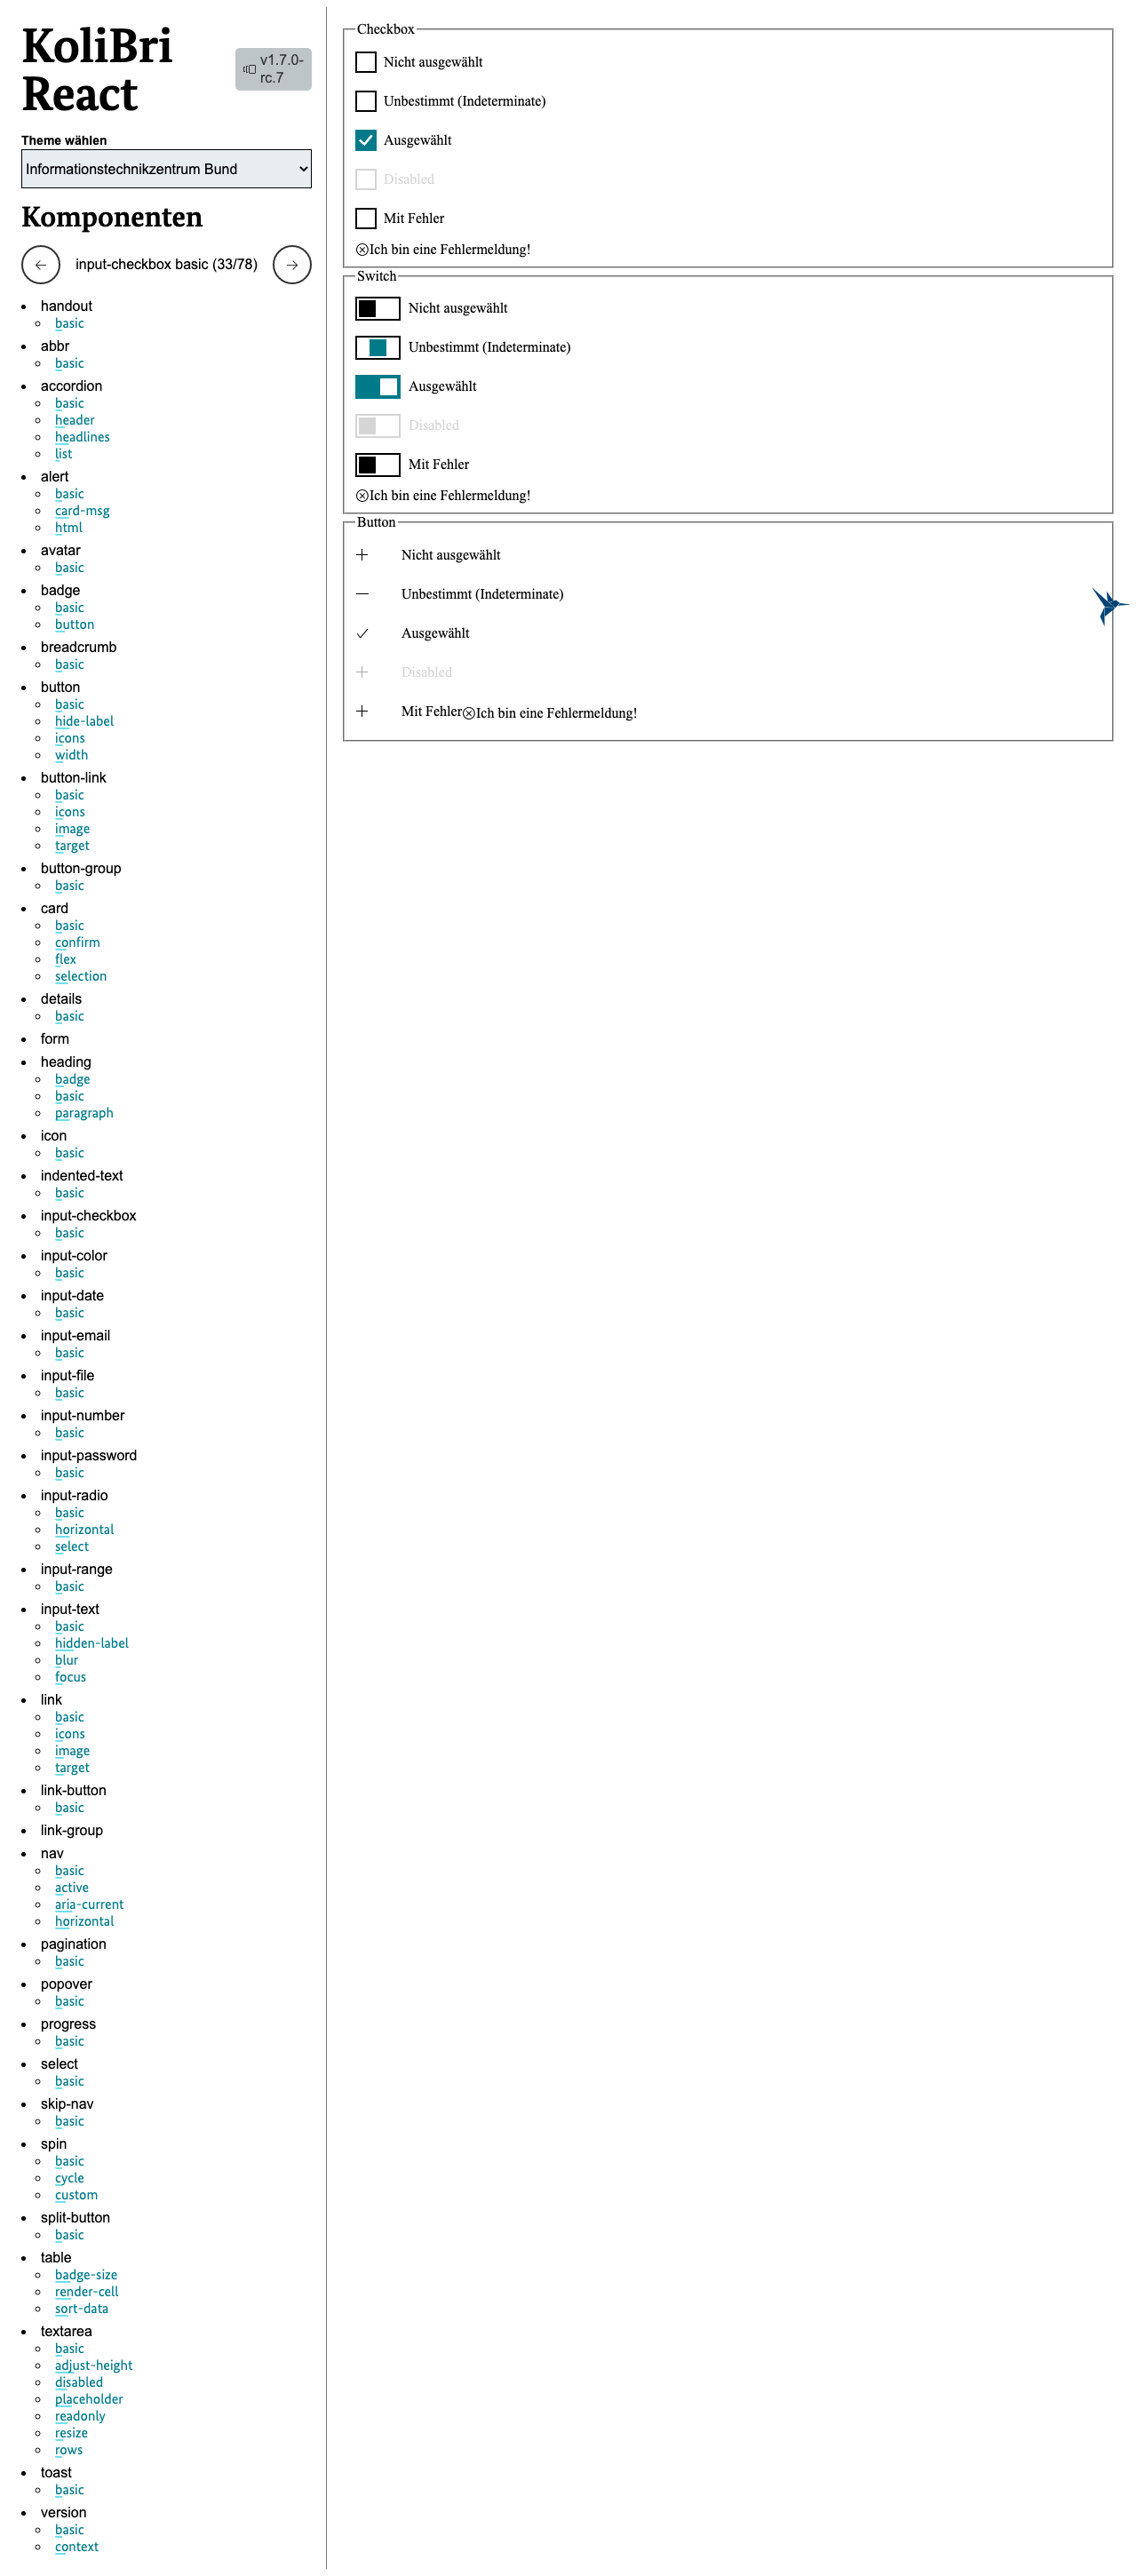 KoliBri
React
v1.7.0-
rc.7
Theme wählen
Informationstechnikzentrum Bund
Komponenten
input-checkbox basic (33/78)
handout
basic
abbr
basic
accordion
basic
header
headlines
list
alert
basic
card-msg
html
avatar
basic
badge
basic
button
breadcrumb
basic
button
basic
hide-label
icons
width
button-link
basic
icons
image
target
button-group
basic
card
basic
confirm
flex
selection
details
basic
form
heading
badge
basic
paragraph
icon
basic
indented-text
basic
input-checkbox
basic
input-color
basic
input-date
basic
input-email
basic
input-file
basic
input-number
basic
input-password
basic
input-radio
basic
horizontal
select
input-range
basic
input-text
basic
hidden-label
blur
focus
link
basic
icons
image
target
link-button
basic
link-group
nav
basic
active
aria-current
horizontal
pagination
basic
popover
basic
progress
basic
select
basic
skip-nav
basic
spin
basic
cycle
custom
split-button
basic
table
badge-size
render-cell
sort-data
textarea
basic
adjust-height
disabled
placeholder
readonly
resize
rows
toast
basic
version
basic
context
Checkbox
Nicht ausgewählt
Unbestimmt (Indeterminate)
Ausgewählt
Disabled
Mit Fehler
Ich bin eine Fehlermeldung!
Switch
Nicht ausgewählt
Unbestimmt (Indeterminate)
Ausgewählt
Disabled
Mit Fehler
Ich bin eine Fehlermeldung!
Button
Nicht ausgewählt
Unbestimmt (Indeterminate)
Ausgewählt
Disabled
Mit Fehler Ich bin eine Fehlermeldung!